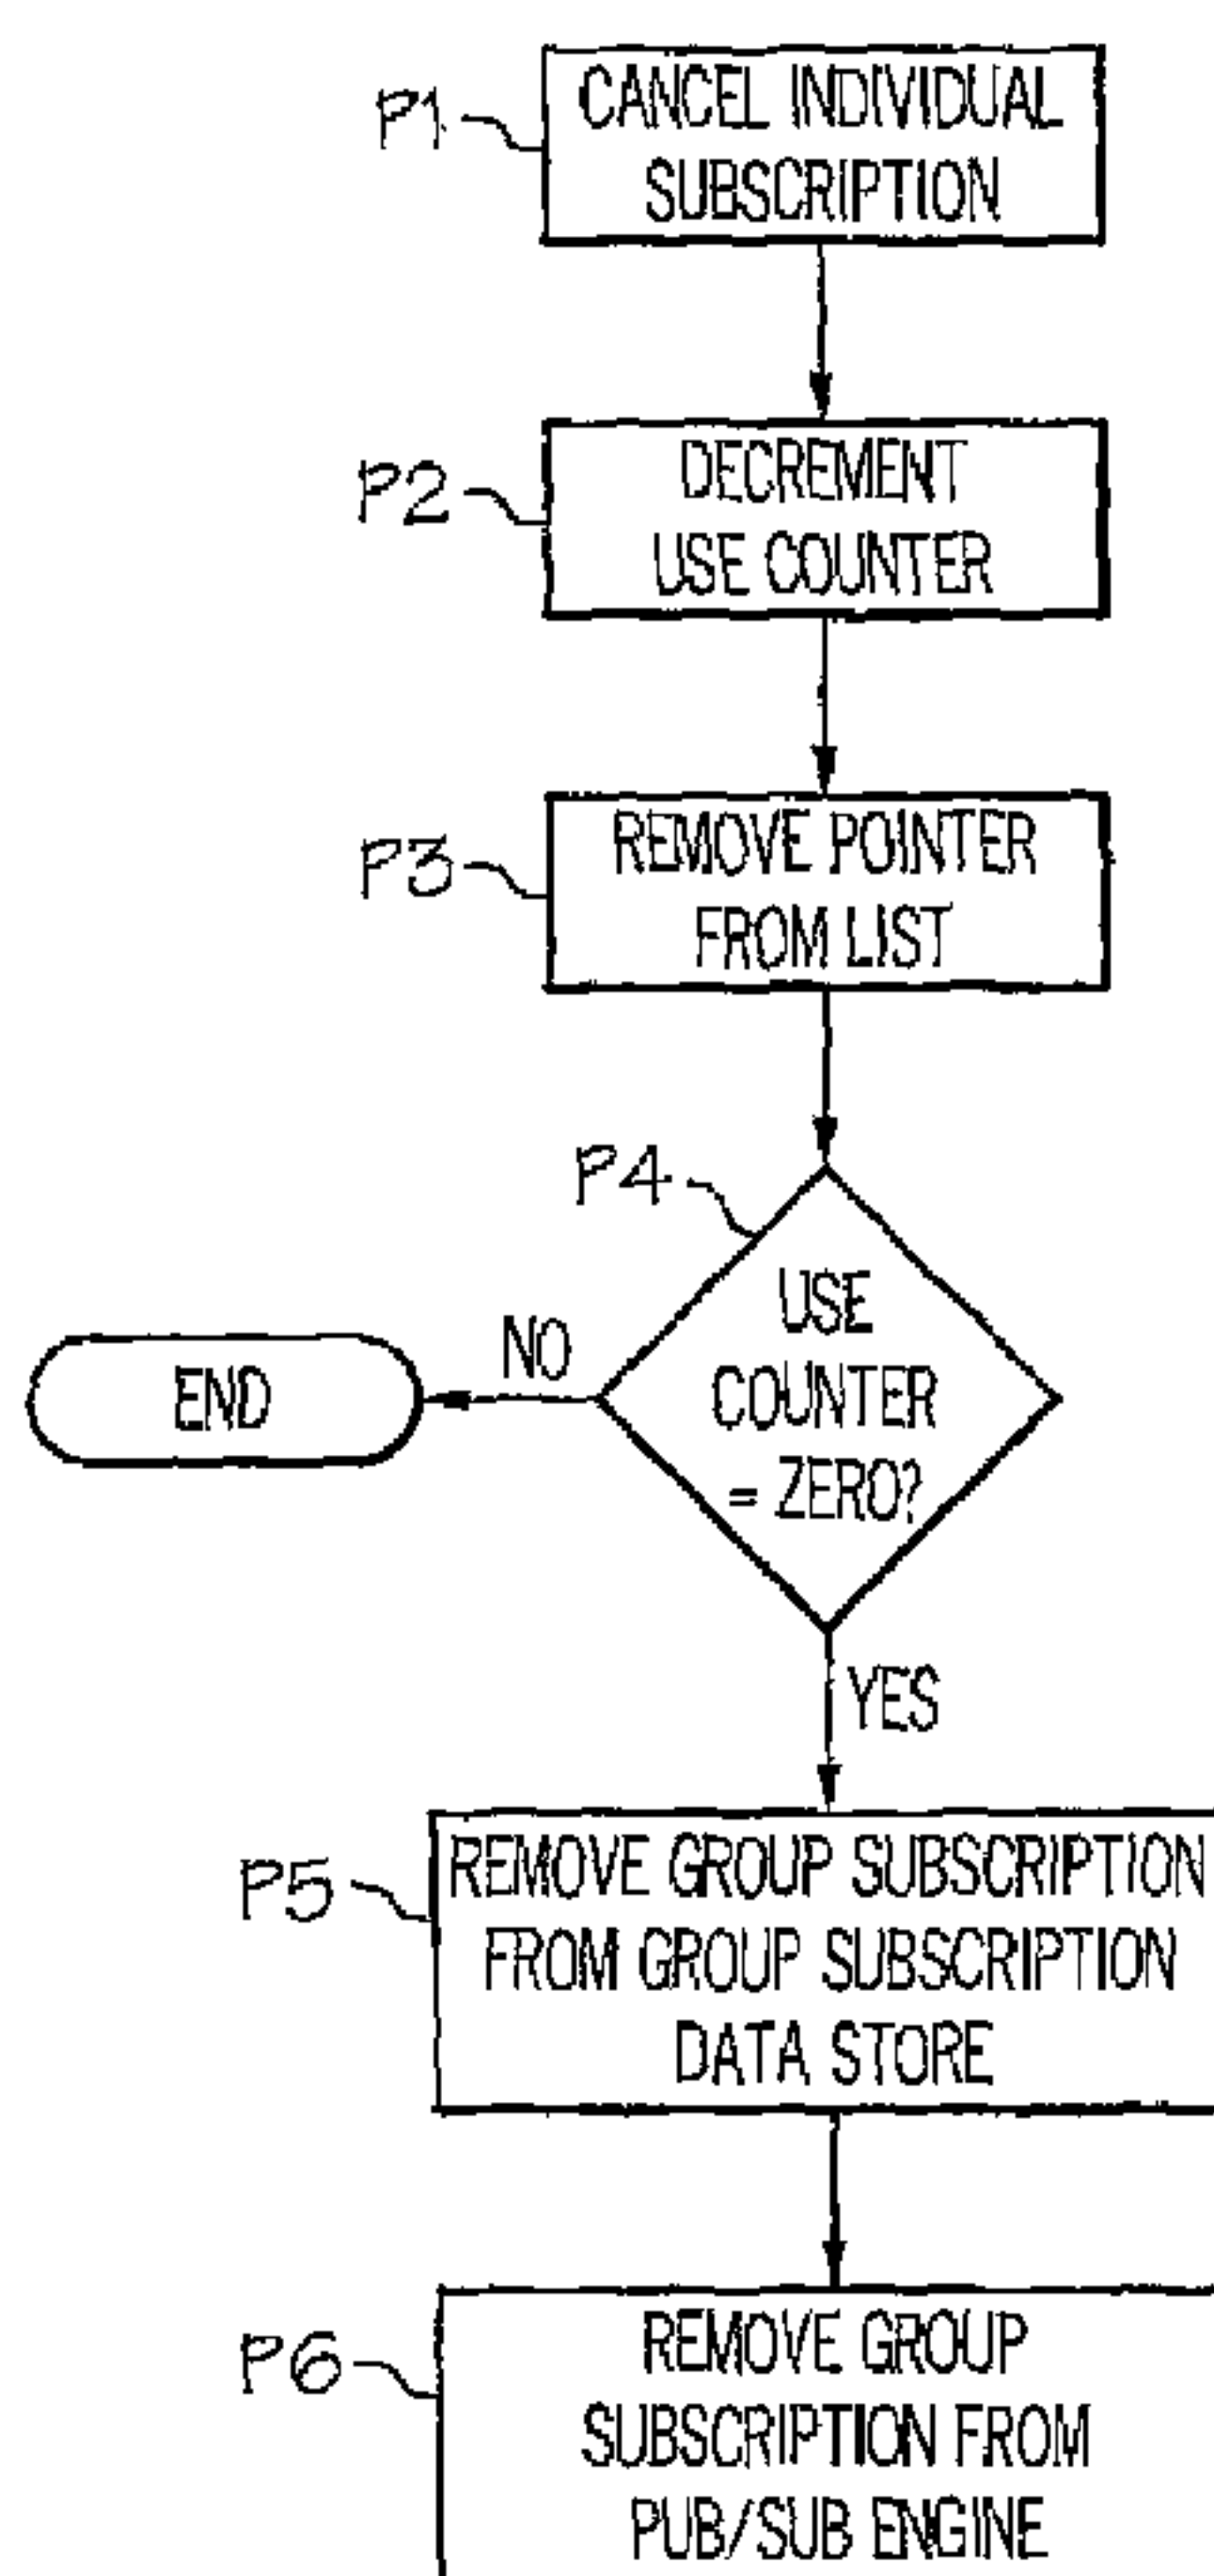 P1
CANCEL INDIVIDUAL
SUBSCRIPTION
P2
DECREMENT
USE COUNTER
P3
REMOVE POINTER
FROM LIST
P4
USE
COUNTER
= ZERO?
NO
END
YES
P5
REMOVE GROUP SUBSCRIPTION
FROM GROUP SUBSCRIPTION
DATA STORE
P6
REMOVE GROUP
SUBSCRIPTION FROM
PUB/SUB ENGINE